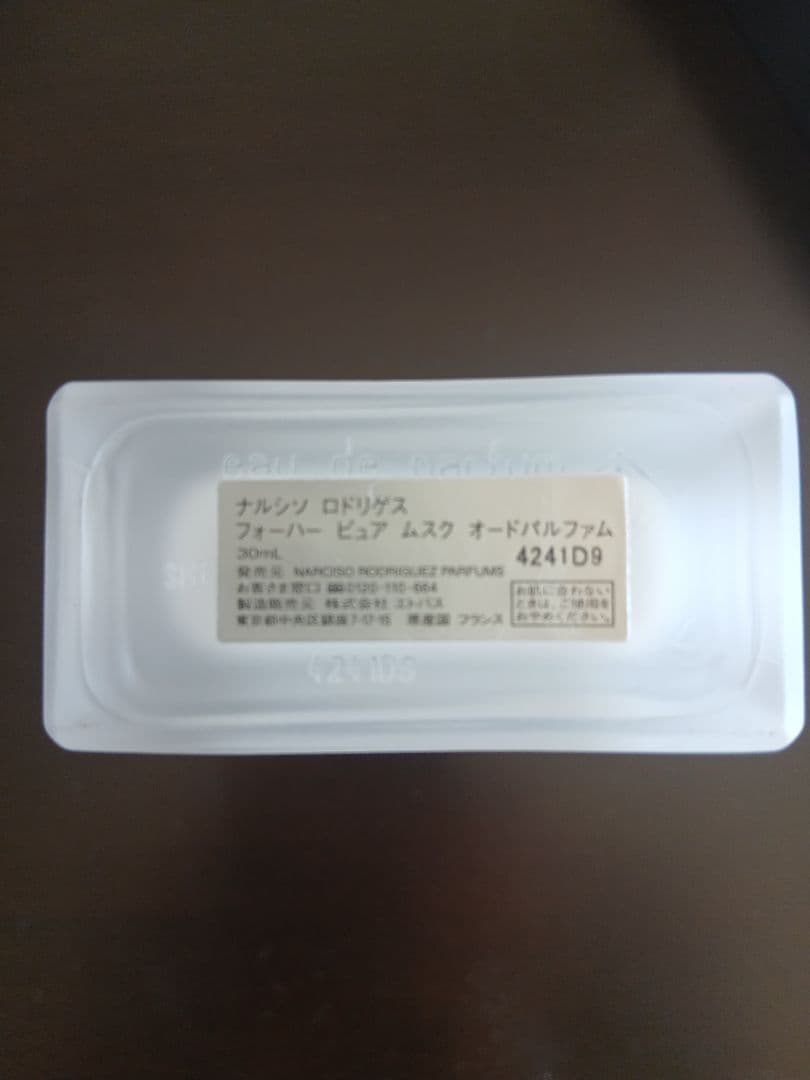 eau de parfum
ナルシソ ロドリゲス
フォーハー ピュア ムスク オードパルファム
30mL
4241D9
発売元 NARCISO RODRIGUEZ PARFUMS
お客さま窓口 0120-110-664
製造販売元 株式会社
東京都中央区銀座7-17-15 原産国 フランス
お肌に合わない
ときは、ご使用を
おやめください。
4241D9